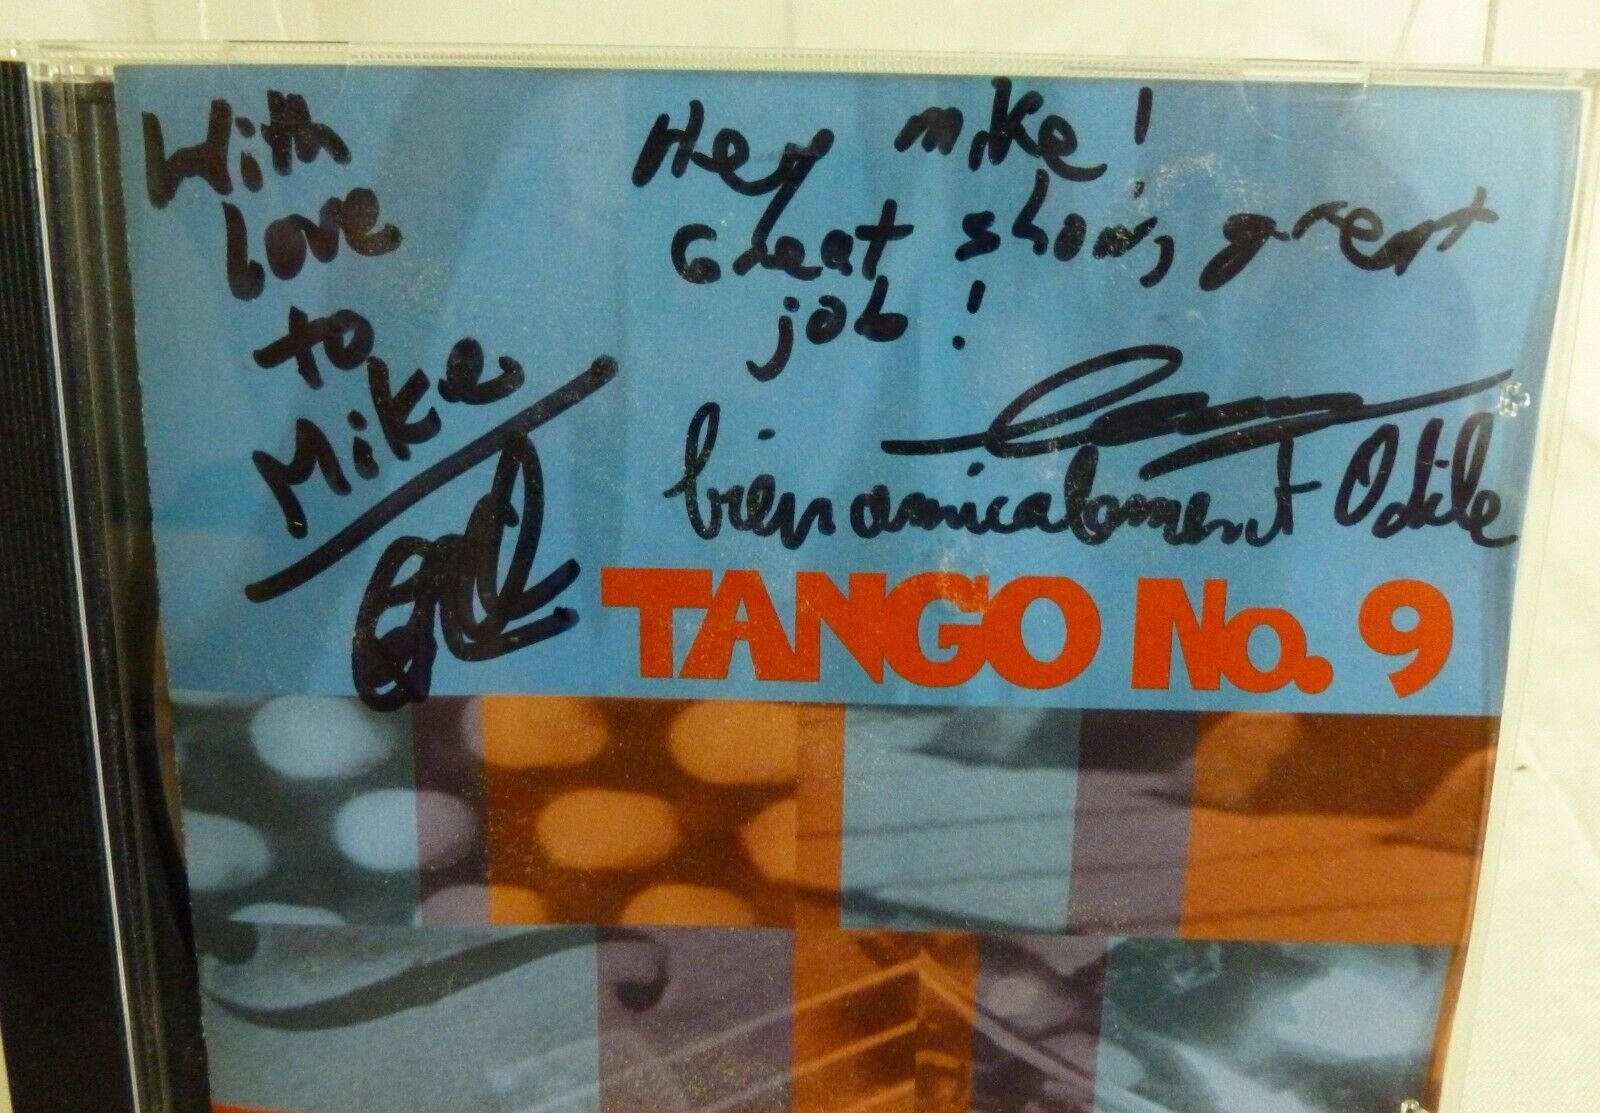 With
Love
to
Mike
Hey mike!
Great show, great
job!
bien amicalement Odile
TANGO No. 9